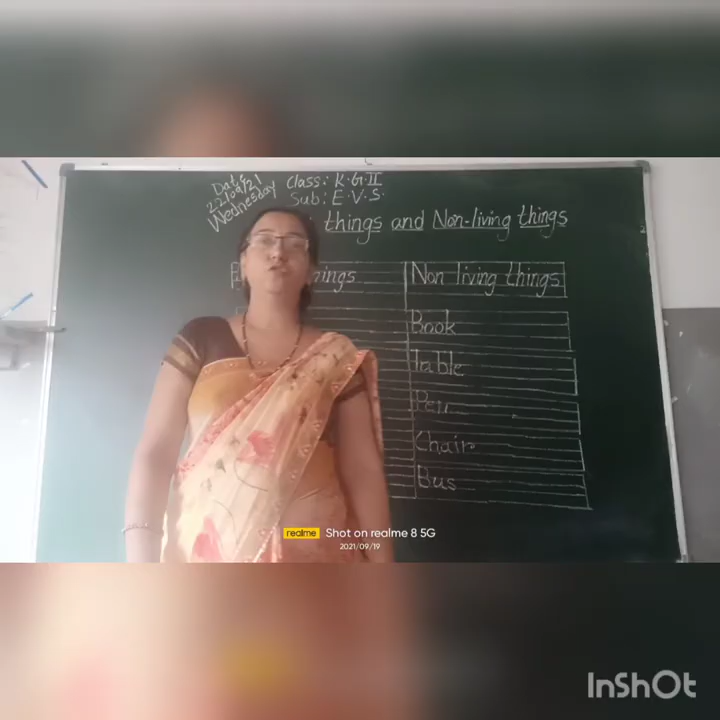 Date
22/09/21
Wednesday
Class: K.G.II
Sub: E.V.S.
things and Non-living things
things
Non living things
Book
Table
Pen
Chair
Bus
realme Shot on realme 8 5G
2021/09/19
InShOt